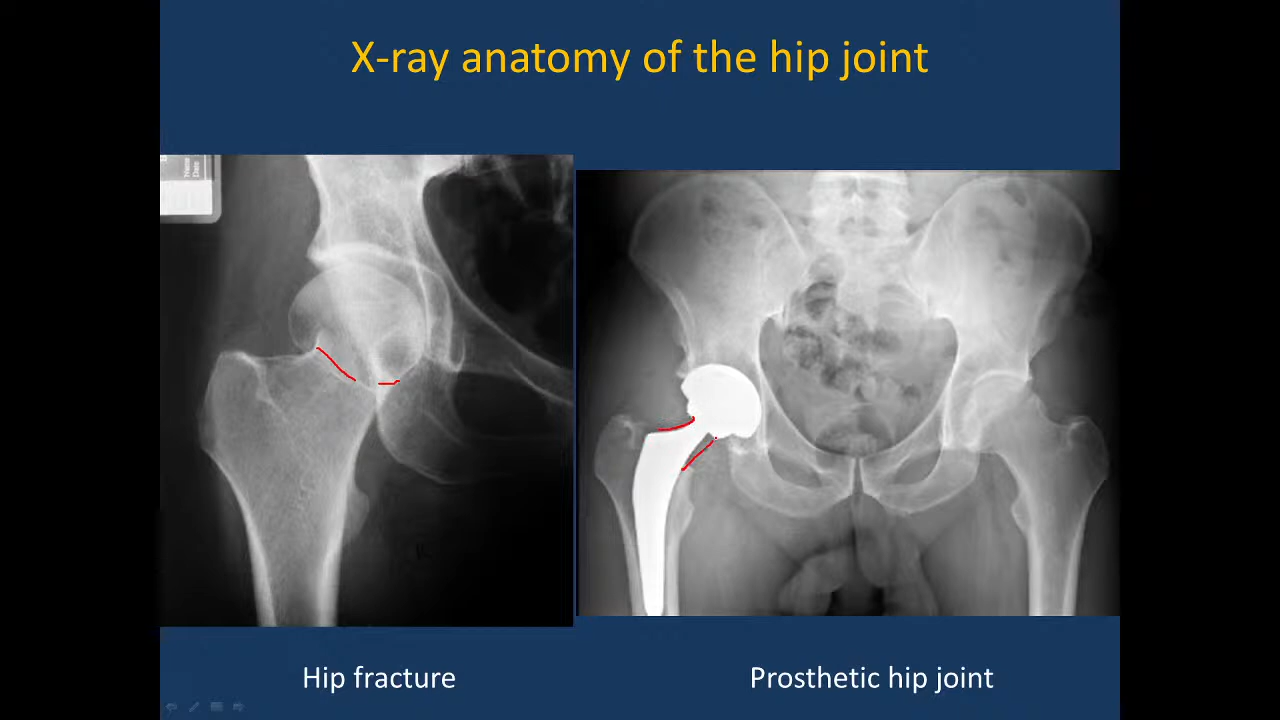 X-ray anatomy of the hip joint
Hip fracture
Prosthetic hip joint